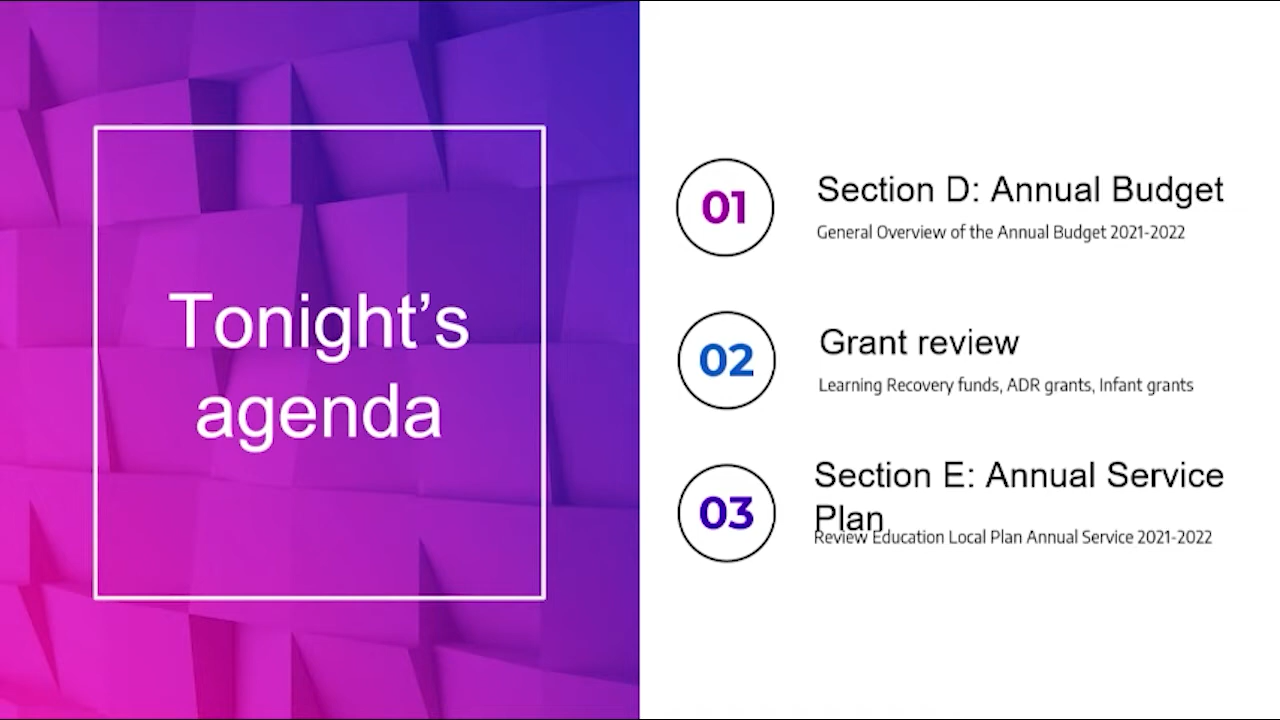 Tonight’s
agenda
01
Section D: Annual Budget
General Overview of the Annual Budget 2021-2022
02
Grant review
Learning Recovery funds, ADR grants, Infant grants
03
Section E: Annual Service
Plan
Review Education Local Plan Annual Service 2021-2022